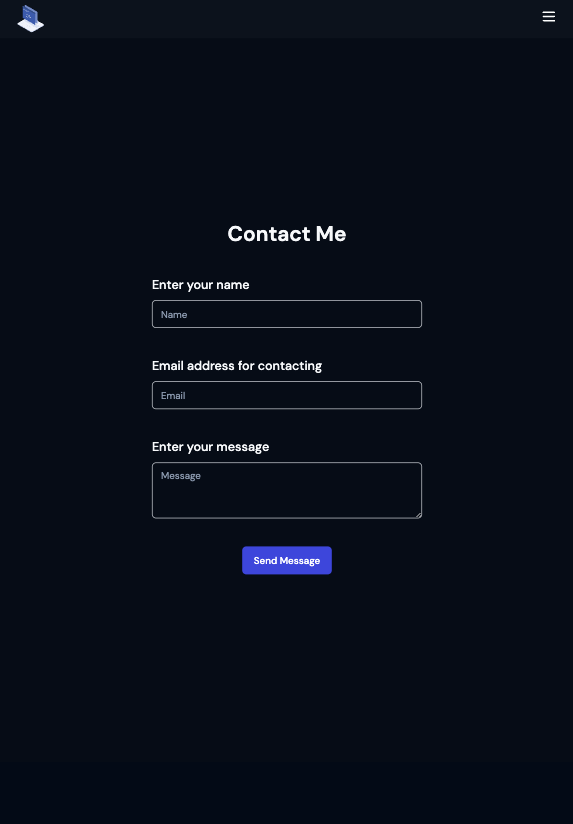 Contact Me
Enter your name
Name
Email address for contacting
Email
Enter your message
Message
Send Message